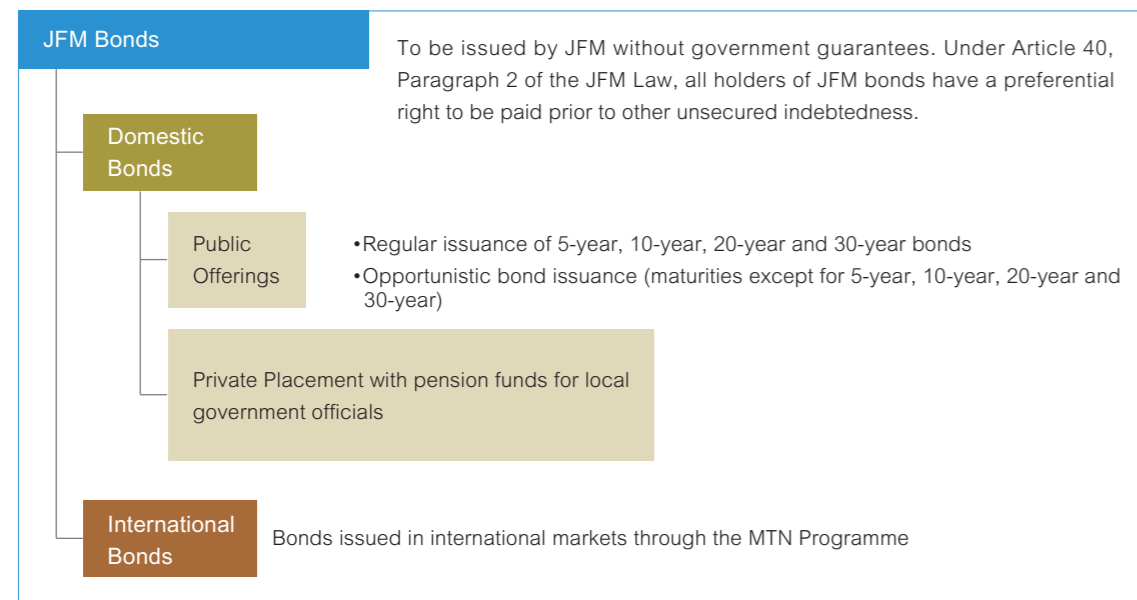 JFM Bonds
To be issued by JFM without government guarantees. Under Article 40,
Paragraph 2 of the JFM Law, all holders of JFM bonds have a preferential
right to be paid prior to other unsecured indebtedness.
Domestic
Bonds
Public
Offerings
•Regular issuance of 5-year, 10-year, 20-year and 30-year bonds
•Opportunistic bond issuance (maturities except for 5-year, 10-year, 20-year and
30-year)
Private Placement with pension funds for local
government officials
International
Bonds
Bonds issued in international markets through the MTN Programme